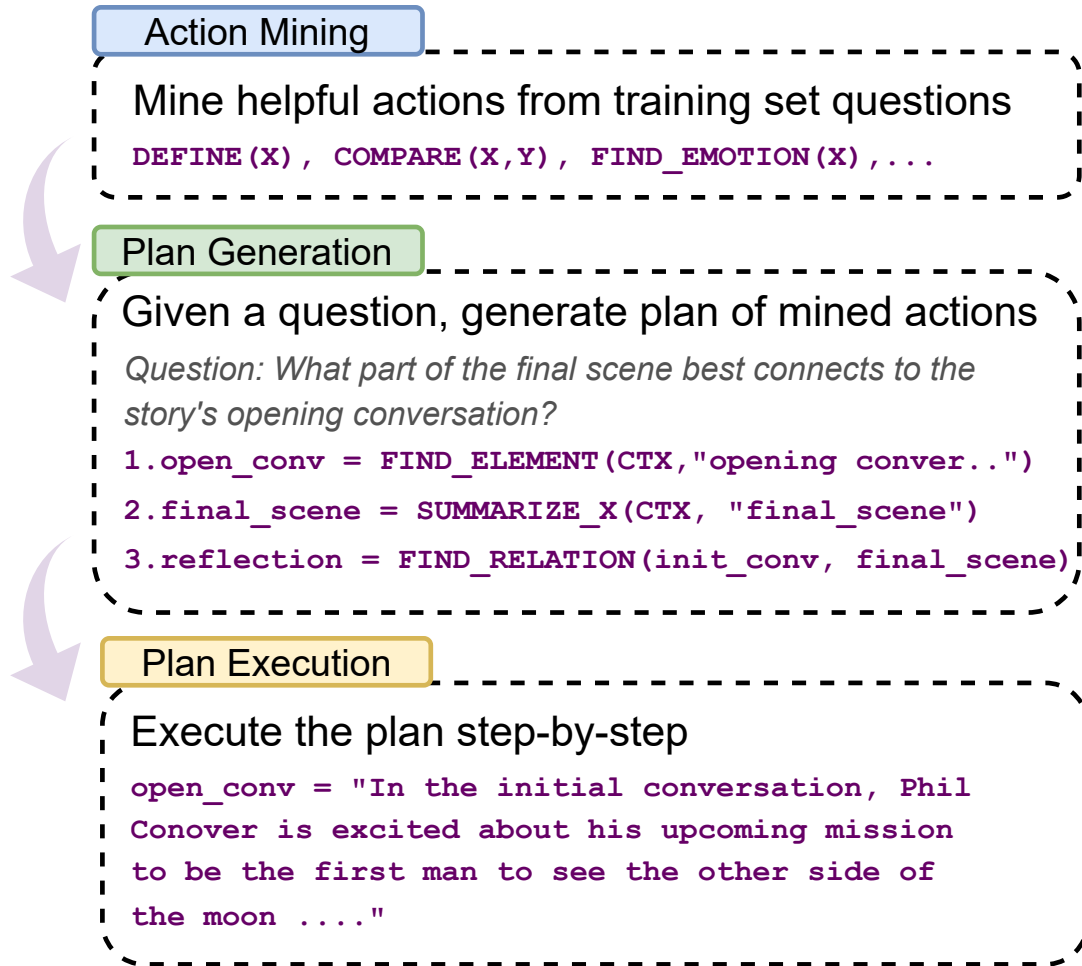 Action Mining
Mine helpful actions from training set questions
DEFINE(X), COMPARE(X,Y), FIND_EMOTION(X),...
Plan Generation
Given a question, generate plan of mined actions
Question: What part of the final scene best connects to the
story's opening conversation?
1.open_conv = FIND_ELEMENT(CTX,"opening conver..")
2.final_scene = SUMMARIZE_X(CTX, "final_scene")
3.reflection = FIND_RELATION(init_conv, final_scene)
Plan Execution
Execute the plan step-by-step
open_conv = "In the initial conversation, Phil
Conover is excited about his upcoming mission
to be the first man to see the other side of
the moon ...."